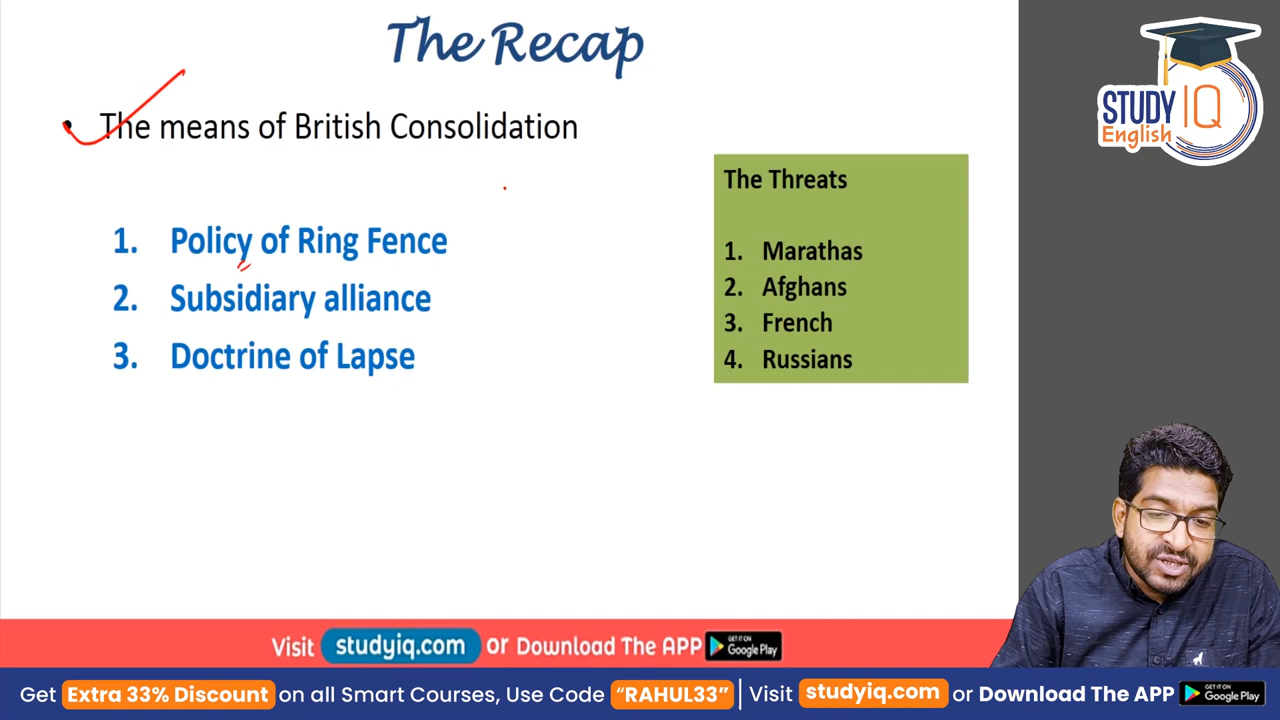 The Recap
• The means of British Consolidation
1. Policy of Ring Fence
2. Subsidiary alliance
3. Doctrine of Lapse
The Threats
1. Marathas
2. Afghans
3. French
4. Russians
STUDY IQ
English
Visit studyiq.com or Download The APP GET IT ON Google Play
Get Extra 33% Discount on all Smart Courses, Use Code “RAHUL33” | Visit studyiq.com or Download The APP GET IT ON Google Play